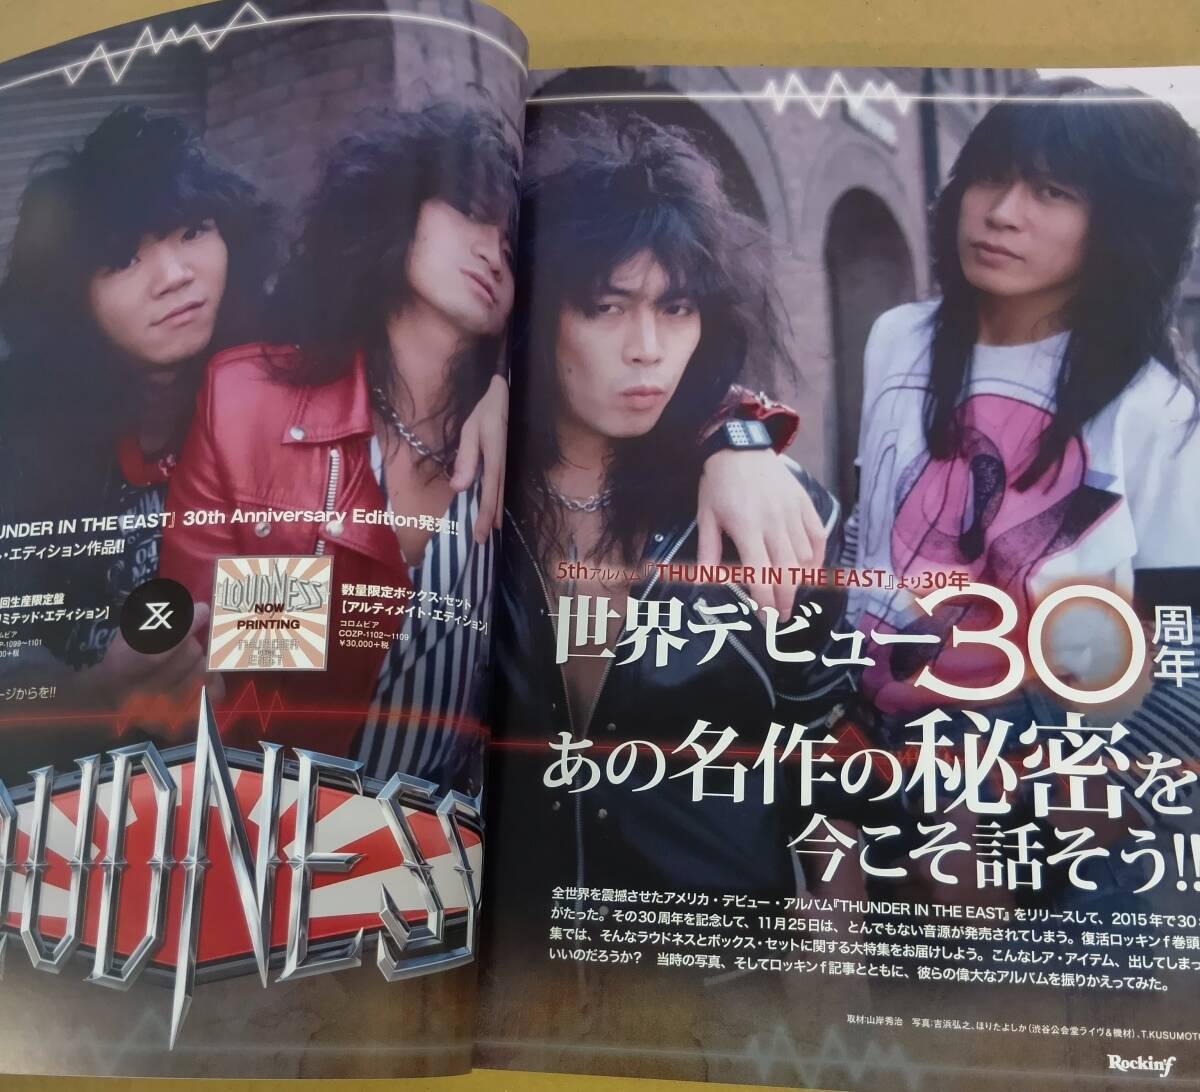 UNDER IN THE EAST』 30th Anniversary Edition発売!!
ル・エディション作品!!
回生産限定盤
ミテッド・エディション】
ロムビア
P-1099〜1101
00+税
ージからを!!
LOUDNESS
NOW
PRINTING
THUNDER
IN THE
EAST
数量限定ボックス・セット
【アルティメイト・エディション】
コロムビア
COZP-1102〜1109
￥30,000+税
OUDNESS
5thアルバム『THUNDER IN THE EAST』より30年
世界デビュー30周年
あの名作の秘密を
今こそ話そう!!
全世界を震撼させたアメリカ・デビュー・アルバム『THUNDER IN THE EAST』をリリースして、2015年で30
がたった。その30周年を記念して、11月25日は、とんでもない音源が発売されてしまう。復活ロッキンf巻頭
集では、そんなラウドネスとボックス・セットに関する大特集をお届けしよう。こんなレア・アイテム、出してしまっ
いいのだろうか?　当時の写真、そしてロッキンf記事とともに、彼らの偉大なアルバムを振りかえってみた。
取材:山岸秀治　写真:吉浜弘之、ほりたよしか(渋谷公会堂ライヴ&機材)、T.KUSUMOTO
Rockin'f